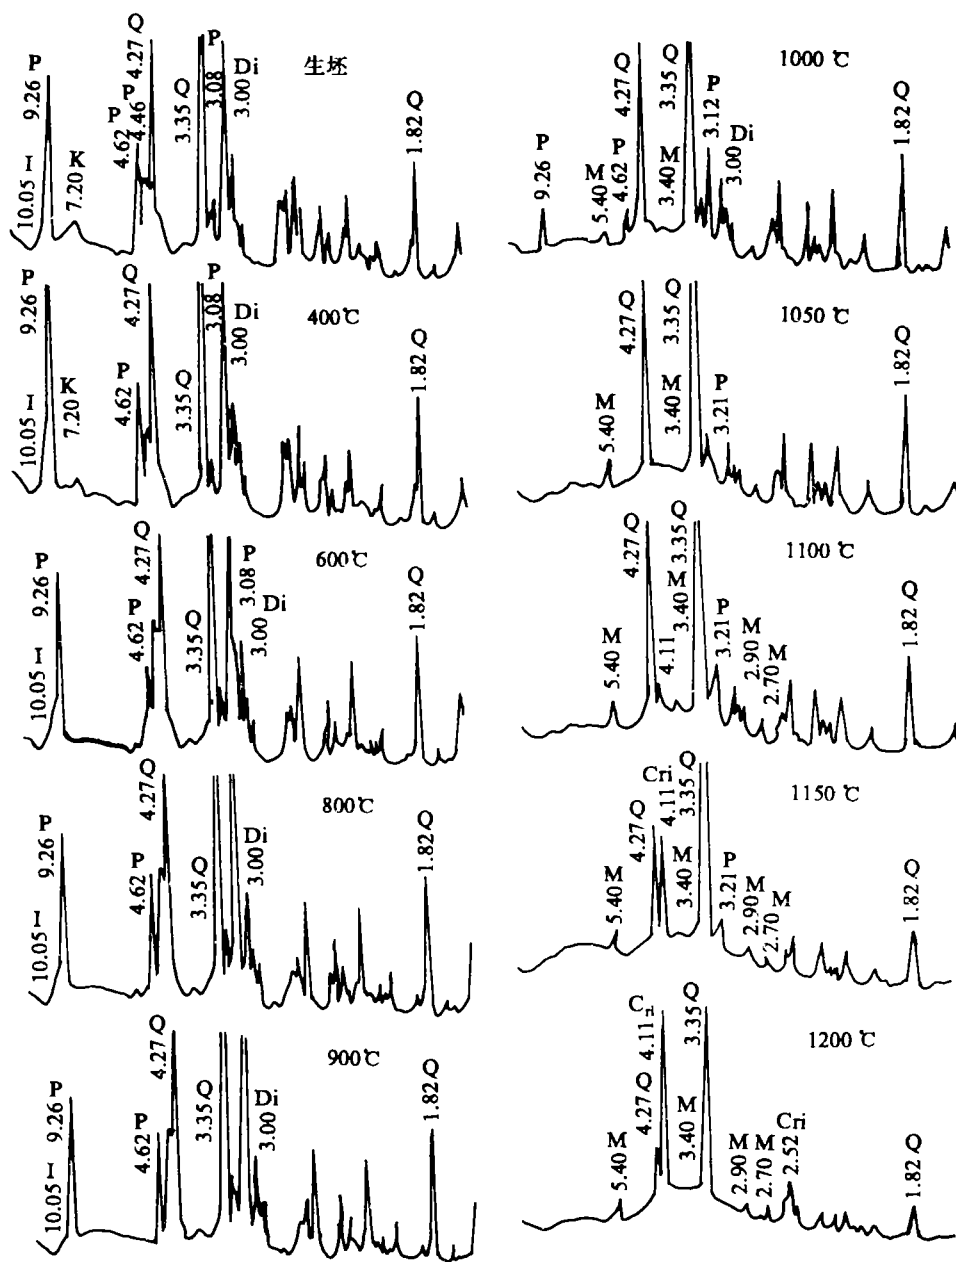 生坯
10.05 I
9.26 P
7.20 K
4.62 P
4.46 P
4.27 Q
3.35 Q
3.08 P
3.00 Di
1.82 Q
400℃
10.05 I
9.26 P
7.20 K
4.62 P
4.27 Q
3.35 Q
3.08 P
3.00 Di
1.82 Q
600℃
10.05 I
9.26 P
4.62 P
4.27 Q
3.35 Q
3.08 P
3.00 Di
1.82 Q
800℃
10.05 I
9.26 P
4.62 P
4.27 Q
3.35 Q
3.00 Di
1.82 Q
900℃
10.05 I
9.26 P
4.62 P
4.27 Q
3.35 Q
3.00 Di
1.82 Q
1000 ℃
9.26 P
5.40 M
4.62 P
4.27 Q
3.40 M
3.35 Q
3.12 P
3.00 Di
1.82 Q
1050 ℃
5.40 M
4.27 Q
3.40 M
3.35 Q
3.21 P
1.82 Q
1100 ℃
5.40 M
4.27 Q
4.11
3.40 M
3.35 Q
3.21 P
2.90 M
2.70 M
1.82 Q
1150 ℃
5.40 M
4.27 Q
4.11 Cri
3.40 M
3.35 Q
3.21 P
2.90 M
2.70 M
1.82 Q
1200 ℃
5.40 M
4.27 Q
4.11 Cri
3.40 M
3.35 Q
2.90 M
2.70 M
2.52 Cri
1.82 Q